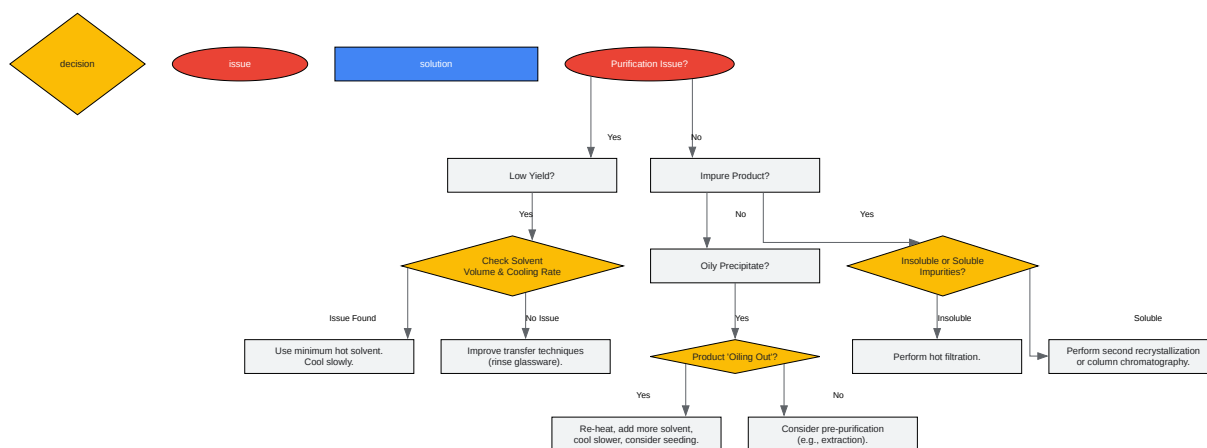 decision
issue
solution
Purification Issue?
Yes
No
Low Yield?
Impure Product?
Yes
No
Yes
Check Solvent
Volume & Cooling Rate
Oily Precipitate?
Insoluble or Soluble
Impurities?
Issue Found
No Issue
Yes
Insoluble
Soluble
Use minimum hot solvent.
Cool slowly.
Improve transfer techniques
(rinse glassware).
Product 'Oiling Out'?
Perform hot filtration.
Perform second recrystallization
or column chromatography.
Yes
No
Re-heat, add more solvent,
cool slower, consider seeding.
Consider pre-purification
(e.g., extraction).